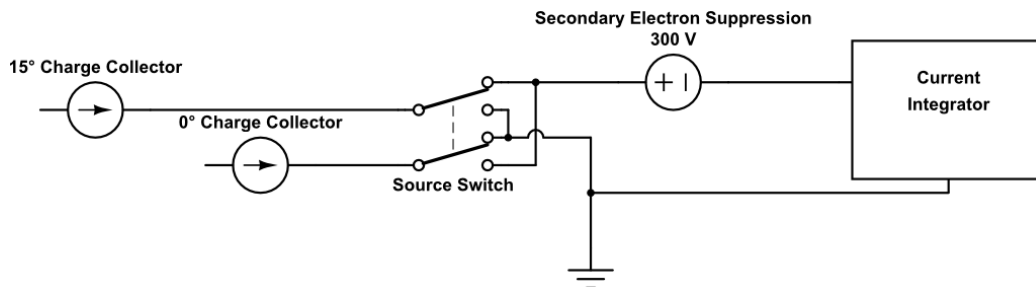 Secondary Electron Suppression
300 V
15° Charge Collector
Current
Integrator
0° Charge Collector
Source Switch